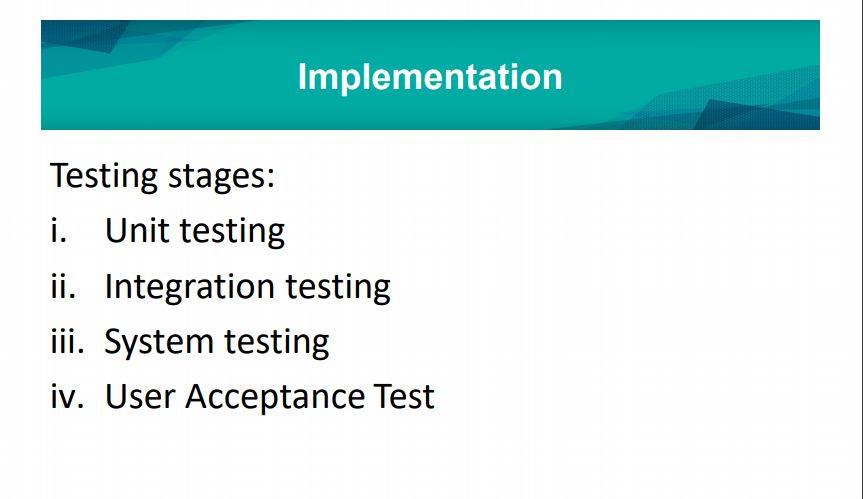 Implementation
Testing stages:
i. Unit testing
ii. Integration testing
iii. System testing
iv. User Acceptance Test